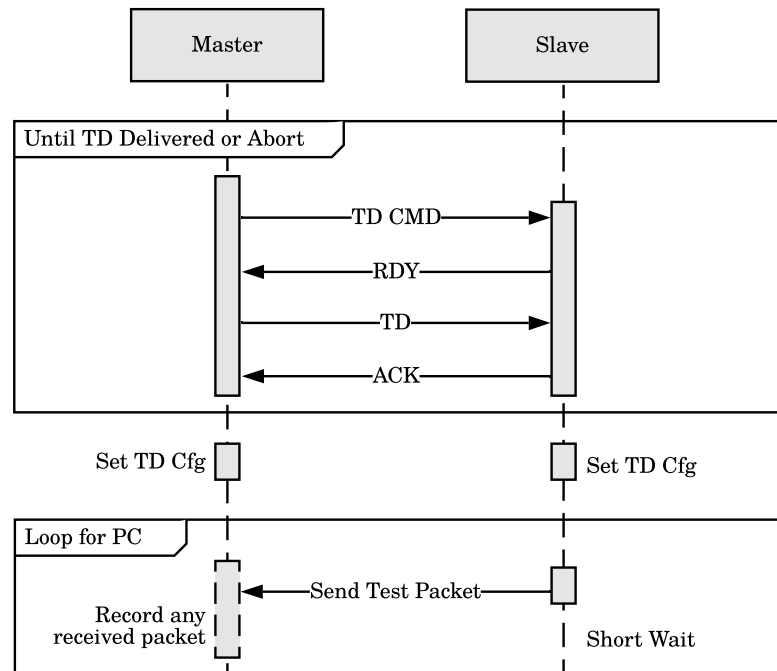 Master
Slave
Until TD Delivered or Abort
TD CMD
RDY
TD
ACK
Set TD Cfg
Set TD Cfg
Loop for PC
Send Test Packet
Record any
received packet
Short Wait